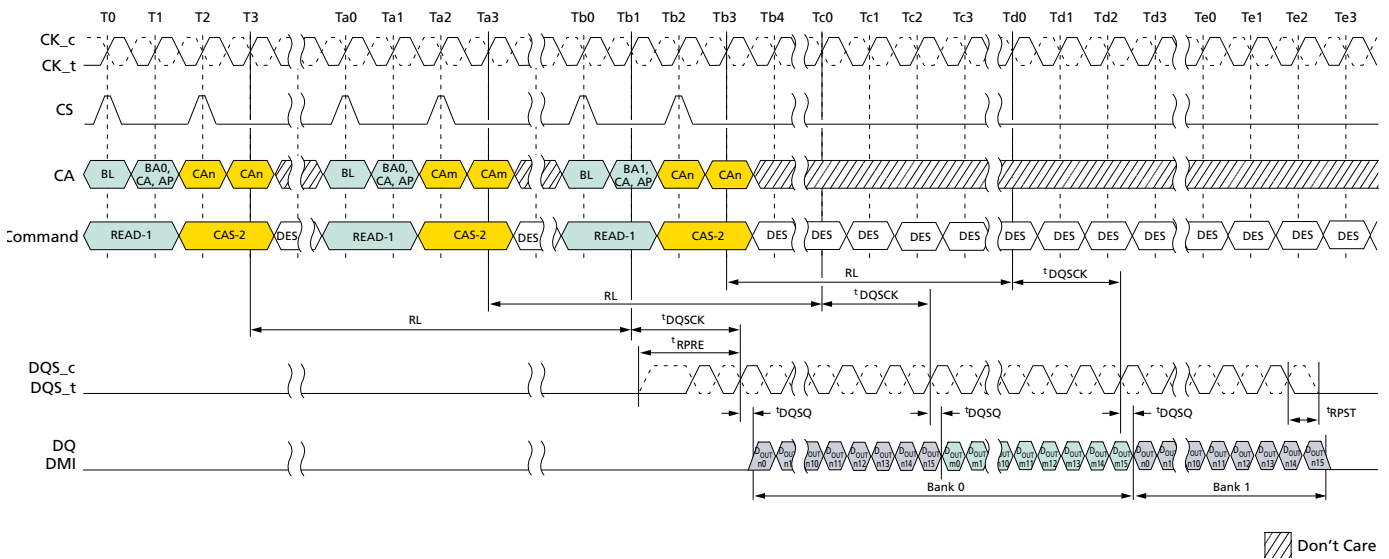 T0 T1 T2 T3 Ta0 Ta1 Ta2 Ta3 Tb0 Tb1 Tb2 Tb3 Tb4 Tc0 Tc1 Tc2 Tc3 Td0 Td1 Td2 Td3 Te0 Te1 Te2 Te3
CK_c
CK_t
CS
CA BL BA0, CA, AP CAn CAn BL BA0, CA, AP CAm CAm BL BA1, CA, AP CAn CAn
Command READ-1 CAS-2 DES READ-1 CAS-2 DES READ-1 CAS-2 DES DES DES DES DES DES DES DES DES DES DES DES DES
RL tDQSCK
RL tDQSCK
RL tDQSCK
tRPRE
DQS_c
DQS_t
tDQSQ tDQSQ tDQSQ tRPST
DQ
DMI
DOUT n0 DOUT n1 DOUT n10 DOUT n11 DOUT n12 DOUT n13 DOUT n14 DOUT n15 DOUT m0 DOUT m1 DOUT m10 DOUT m11 DOUT m12 DOUT m13 DOUT m14 DOUT m15 DOUT n0 DOUT n1 DOUT n10 DOUT n11 DOUT n12 DOUT n13 DOUT n14 DOUT n15
Bank 0 Bank 1
Don't Care